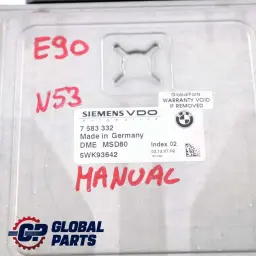 E90
N53
GlobalParts
WARRANTY VOID
IF REMOVED
SIEMENS VDO
7 583 332
Made in Germany
DME MSD80 Index 02
5WK93642
MANUAL
GLOBAL
PARTS